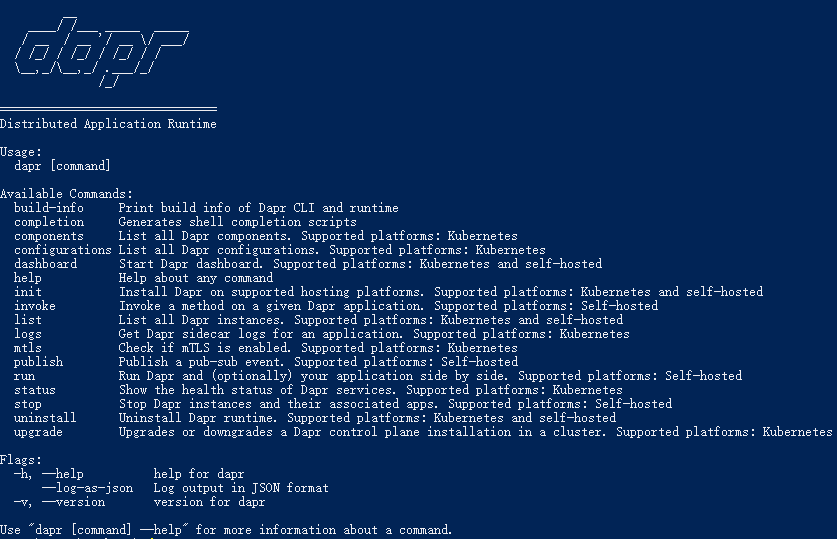 dapr
Distributed Application Runtime
Usage:
dapr [command]
Available Commands:
build-info Print build info of Dapr CLI and runtime
completion Generates shell completion scripts
components List all Dapr components. Supported platforms: Kubernetes
configurations List all Dapr configurations. Supported platforms: Kubernetes
dashboard Start Dapr dashboard. Supported platforms: Kubernetes and self-hosted
help Help about any command
init Install Dapr on supported hosting platforms. Supported platforms: Kubernetes and self-hosted
invoke Invoke a method on a given Dapr application. Supported platforms: Self-hosted
list List all Dapr instances. Supported platforms: Kubernetes and self-hosted
logs Get Dapr sidecar logs for an application. Supported platforms: Kubernetes
mtls Check if mTLS is enabled. Supported platforms: Kubernetes
publish Publish a pub-sub event. Supported platforms: Self-hosted
run Run Dapr and (optionally) your application side by side. Supported platforms: Self-hosted
status Show the health status of Dapr services. Supported platforms: Kubernetes
stop Stop Dapr instances and their associated apps. Supported platforms: Self-hosted
uninstall Uninstall Dapr runtime. Supported platforms: Kubernetes and self-hosted
upgrade Upgrades or downgrades a Dapr control plane installation in a cluster. Supported platforms: Kubernetes
Flags:
-h, --help help for dapr
--log-as-json Log output in JSON format
-v, --version version for dapr
Use "dapr [command] --help" for more information about a command.